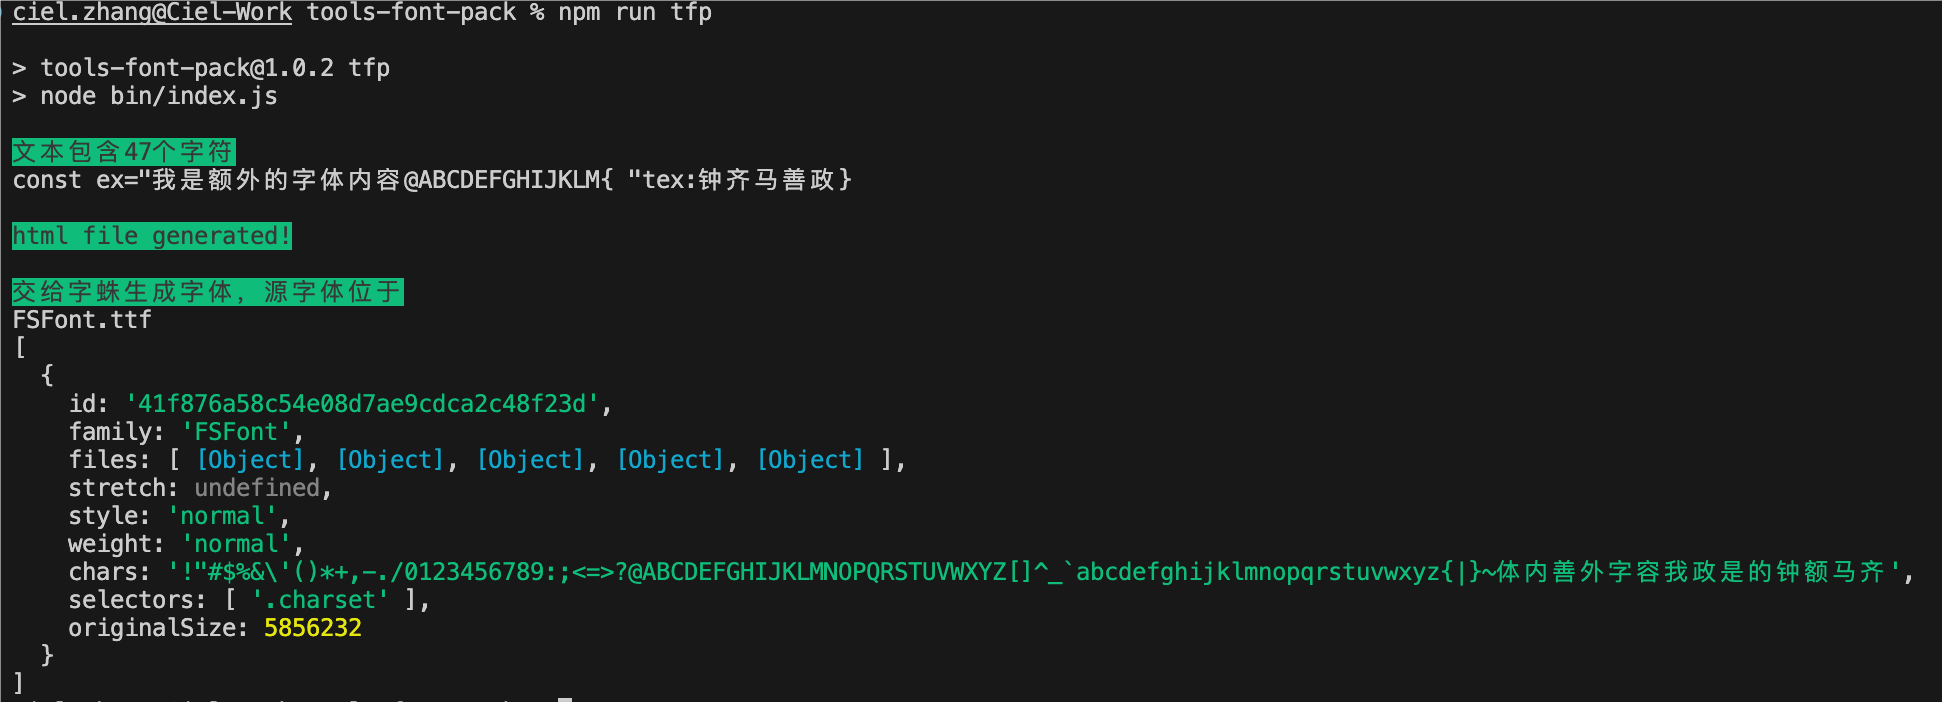 ciel.zhang@Ciel-Work tools-font-pack % npm run tfp
> tools-font-pack@1.0.2 tfp
> node bin/index.js
文本包含47个字符
const ex="我是额外的字体内容@ABCDEFGHIJKLM{ "tex:钟齐马善政}
html file generated!
交给字蛛生成字体, 源字体位于
FSFont.ttf
[
  {
    id: '41f876a58c54e08d7ae9cdca2c48f23d',
    family: 'FSFont',
    files: [ [Object], [Object], [Object], [Object], [Object] ],
    stretch: undefined,
    style: 'normal',
    weight: 'normal',
    chars: '!"#$%&\'()*+,-./0123456789:;<=>?@ABCDEFGHIJKLMNOPQRSTUVWXYZ[]^_`abcdefghijklmnopqrstuvwxyz{|}~体内善外字容我政是的钟额马齐',
    selectors: [ '.charset' ],
    originalSize: 5856232
  }
]